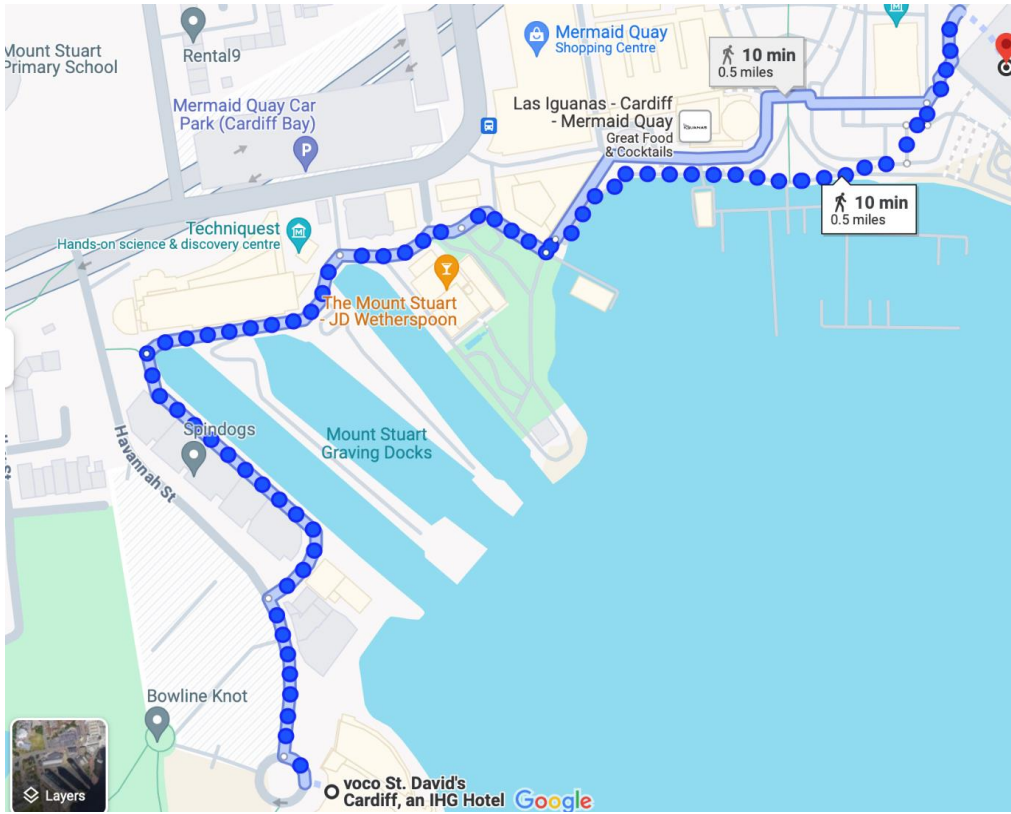 Mount Stuart
Primary School
Rental9
Mermaid Quay
Shopping Centre
10 min
0.5 miles
Mermaid Quay Car
Park (Cardiff Bay)
P
Las Iguanas - Cardiff
- Mermaid Quay
Great Food
& Cocktails
10 min
0.5 miles
Techniquest
Hands-on science & discovery centre
The Mount Stuart
- JD Wetherspoon
Spindogs
Mount Stuart
Graving Docks
Havannah St
Bowline Knot
Layers
voco St. David's
Cardiff, an IHG Hotel
Google